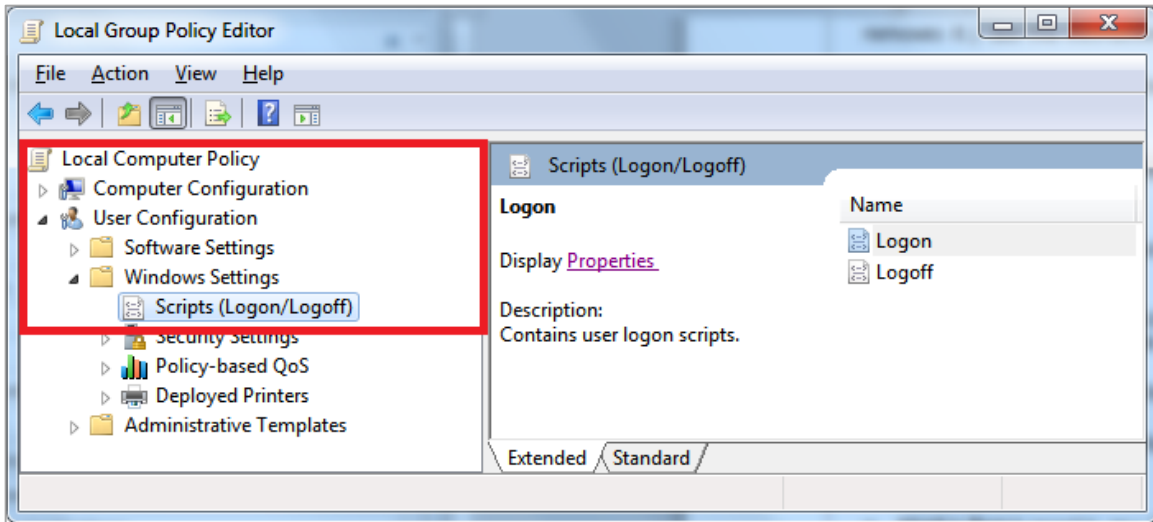 Local Group Policy Editor
File Action View Help
Local Computer Policy
Computer Configuration
User Configuration
Software Settings
Windows Settings
Scripts (Logon/Logoff)
Security Settings
Policy-based QoS
Deployed Printers
Administrative Templates
Scripts (Logon/Logoff)
Logon
Display Properties
Description:
Contains user logon scripts.
Name
Logon
Logoff
Extended Standard